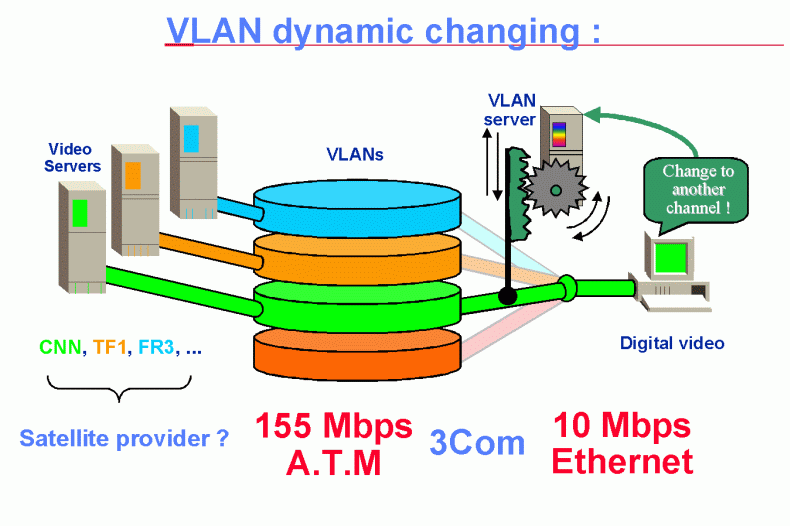 VLAN dynamic changing :
Video
Servers
VLANs
VLAN
server
Change to
another
channel !
CNN, TF1, FR3, ...
Digital video
Satellite provider ?
155 Mbps
A.T.M
3Com
10 Mbps
Ethernet